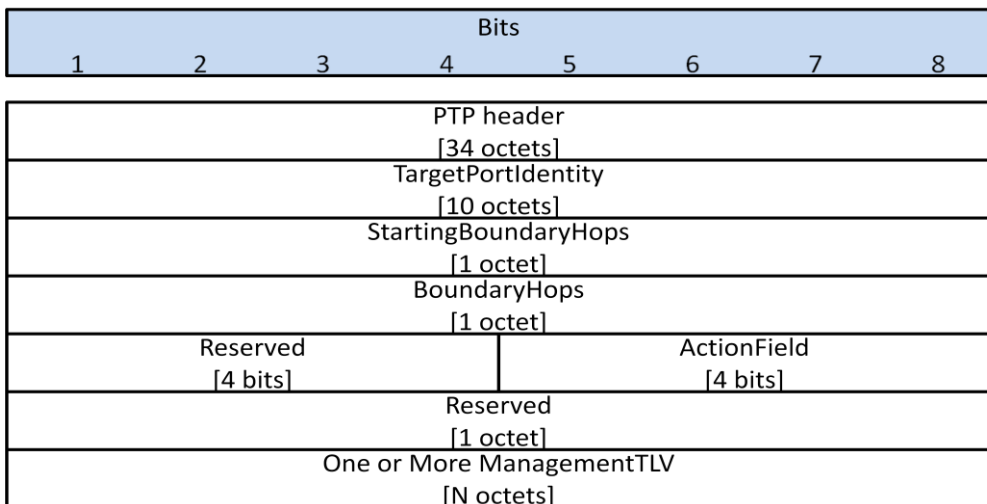 Bits
1 2 3 4 5 6 7 8
PTP header
[34 octets]
TargetPortIdentity
[10 octets]
StartingBoundaryHops
[1 octet]
BoundaryHops
[1 octet]
Reserved ActionField
[4 bits] [4 bits]
Reserved
[1 octet]
One or More ManagementTLV
[N octets]